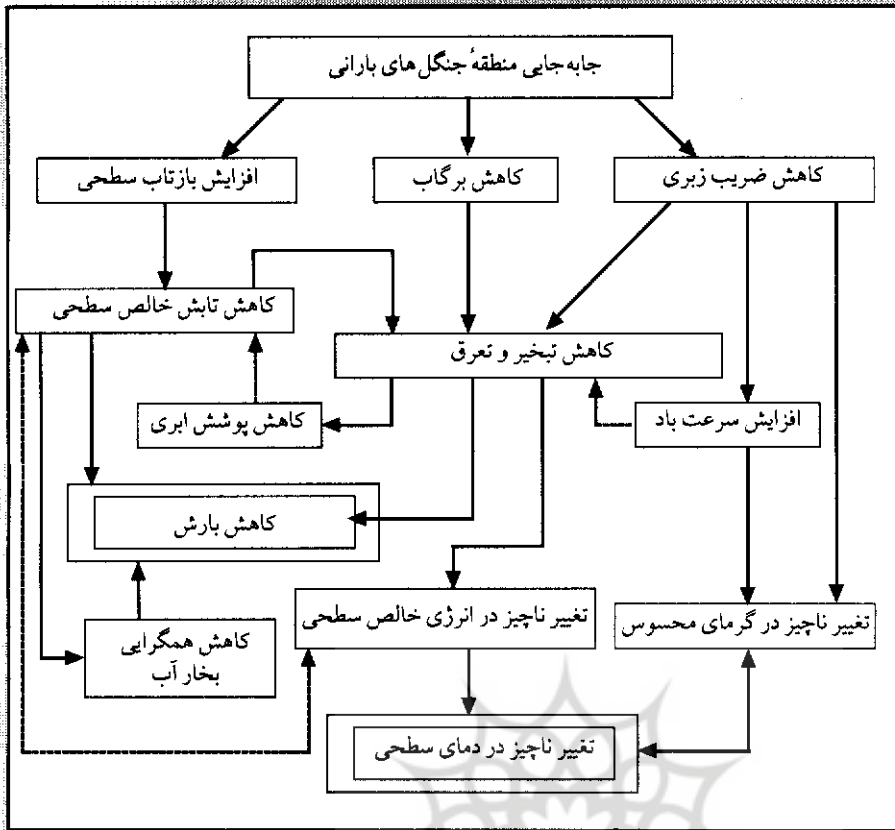 جابه‌جایی منطقهٔ جنگل‌های بارانی
کاهش ضریب زبری
کاهش برگاب
افزایش بازتاب سطحی
کاهش تابش خالص سطحی
کاهش تبخیر و تعرق
افزایش سرعت باد
کاهش پوشش ابری
کاهش بارش
تغییر ناچیز در گرمای محسوس
تغییر ناچیز در انرژی خالص سطحی
کاهش همگرایی
بخار آب
تغییر ناچیز در دمای سطحی